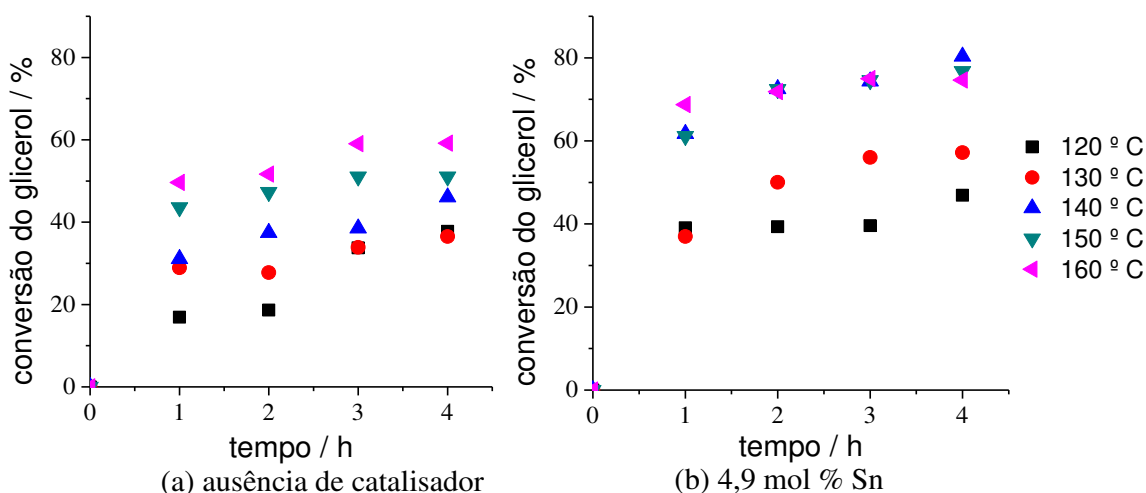 conversão do glicerol / %
80
60
40
20
0
0 1 2 3 4
tempo / h
(a) ausência de catalisador
conversão do glicerol / %
80
60
40
20
0
0 1 2 3 4
tempo / h
(b) 4,9 mol % Sn
120 º C
130 º C
140 º C
150 º C
160 º C